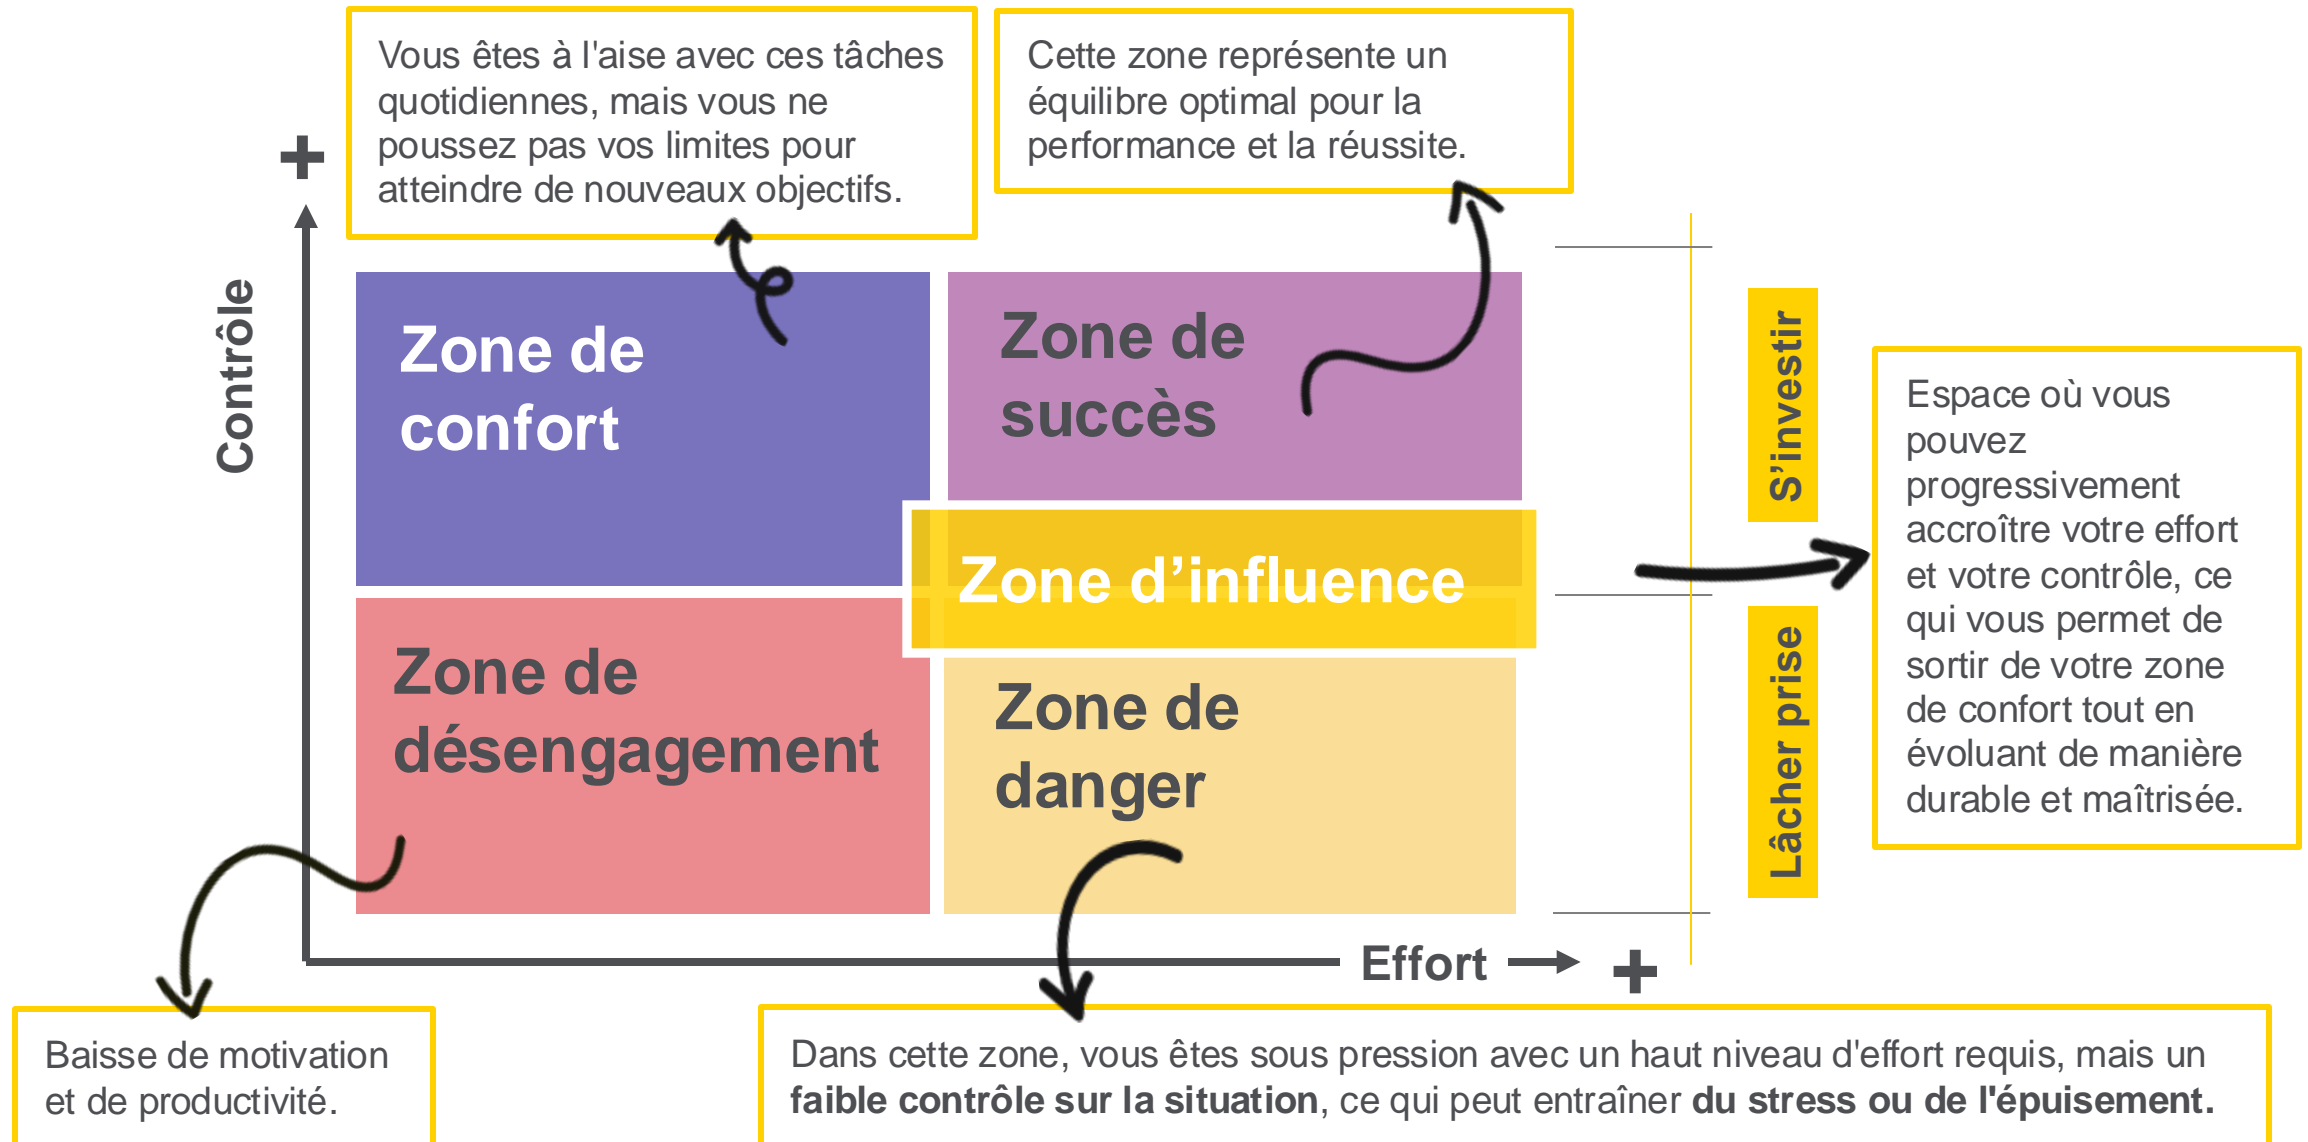 Vous êtes à l'aise avec ces tâches
quotidiennes, mais vous ne
poussez pas vos limites pour
atteindre de nouveaux objectifs.
Cette zone représente un
équilibre optimal pour la
performance et la réussite.
+
Contrôle
Zone de
confort
Zone de
succès
Zone d’influence
Zone de
désengagement
Zone de
danger
S’investir
Lâcher prise
Espace où vous
pouvez
progressivement
accroître votre effort
et votre contrôle, ce
qui vous permet de
sortir de votre zone
de confort tout en
évoluant de manière
durable et maîtrisée.
Effort
+
Baisse de motivation
et de productivité.
Dans cette zone, vous êtes sous pression avec un haut niveau d'effort requis, mais un
faible contrôle sur la situation, ce qui peut entraîner du stress ou de l'épuisement.